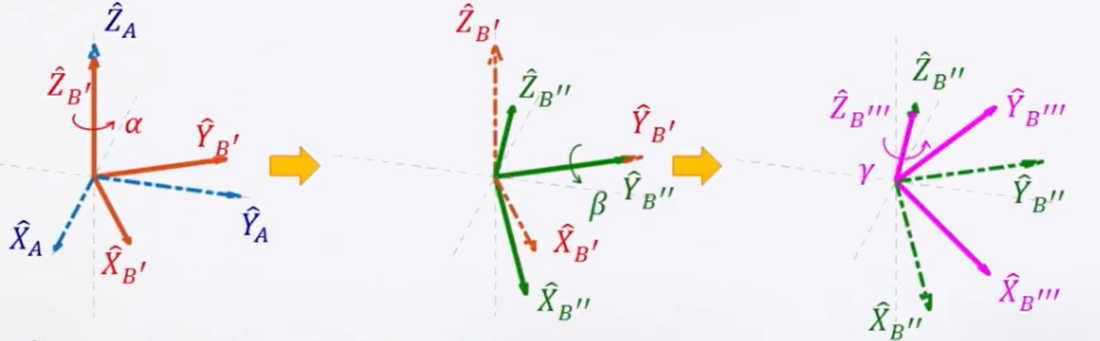 Ẑ_A
Ẑ_B′
α
Ŷ_B′
X̂_A
Ŷ_A
X̂_B′
Ẑ_B′
Ẑ_B″
Ŷ_B′
Ŷ_B″
β
X̂_B′
X̂_B″
Ẑ_B″
Ẑ_B‴
Ŷ_B‴
γ
Ŷ_B″
X̂_B‴
X̂_B″